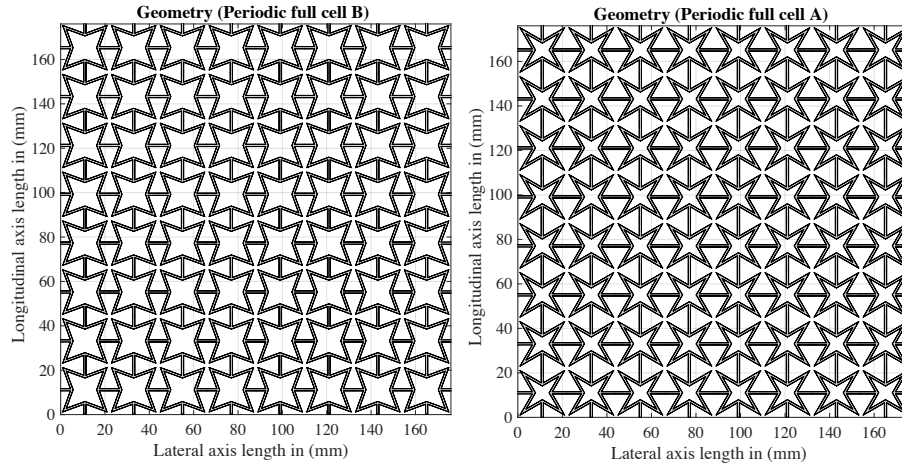 Geometry (Periodic full cell B)
Longitudinal axis length in (mm)
160
140
120
100
80
60
40
20
0
0 20 40 60 80 100 120 140 160
Lateral axis length in (mm)
Geometry (Periodic full cell A)
Longitudinal axis length in (mm)
160
140
120
100
80
60
40
20
0
0 20 40 60 80 100 120 140 160
Lateral axis length in (mm)